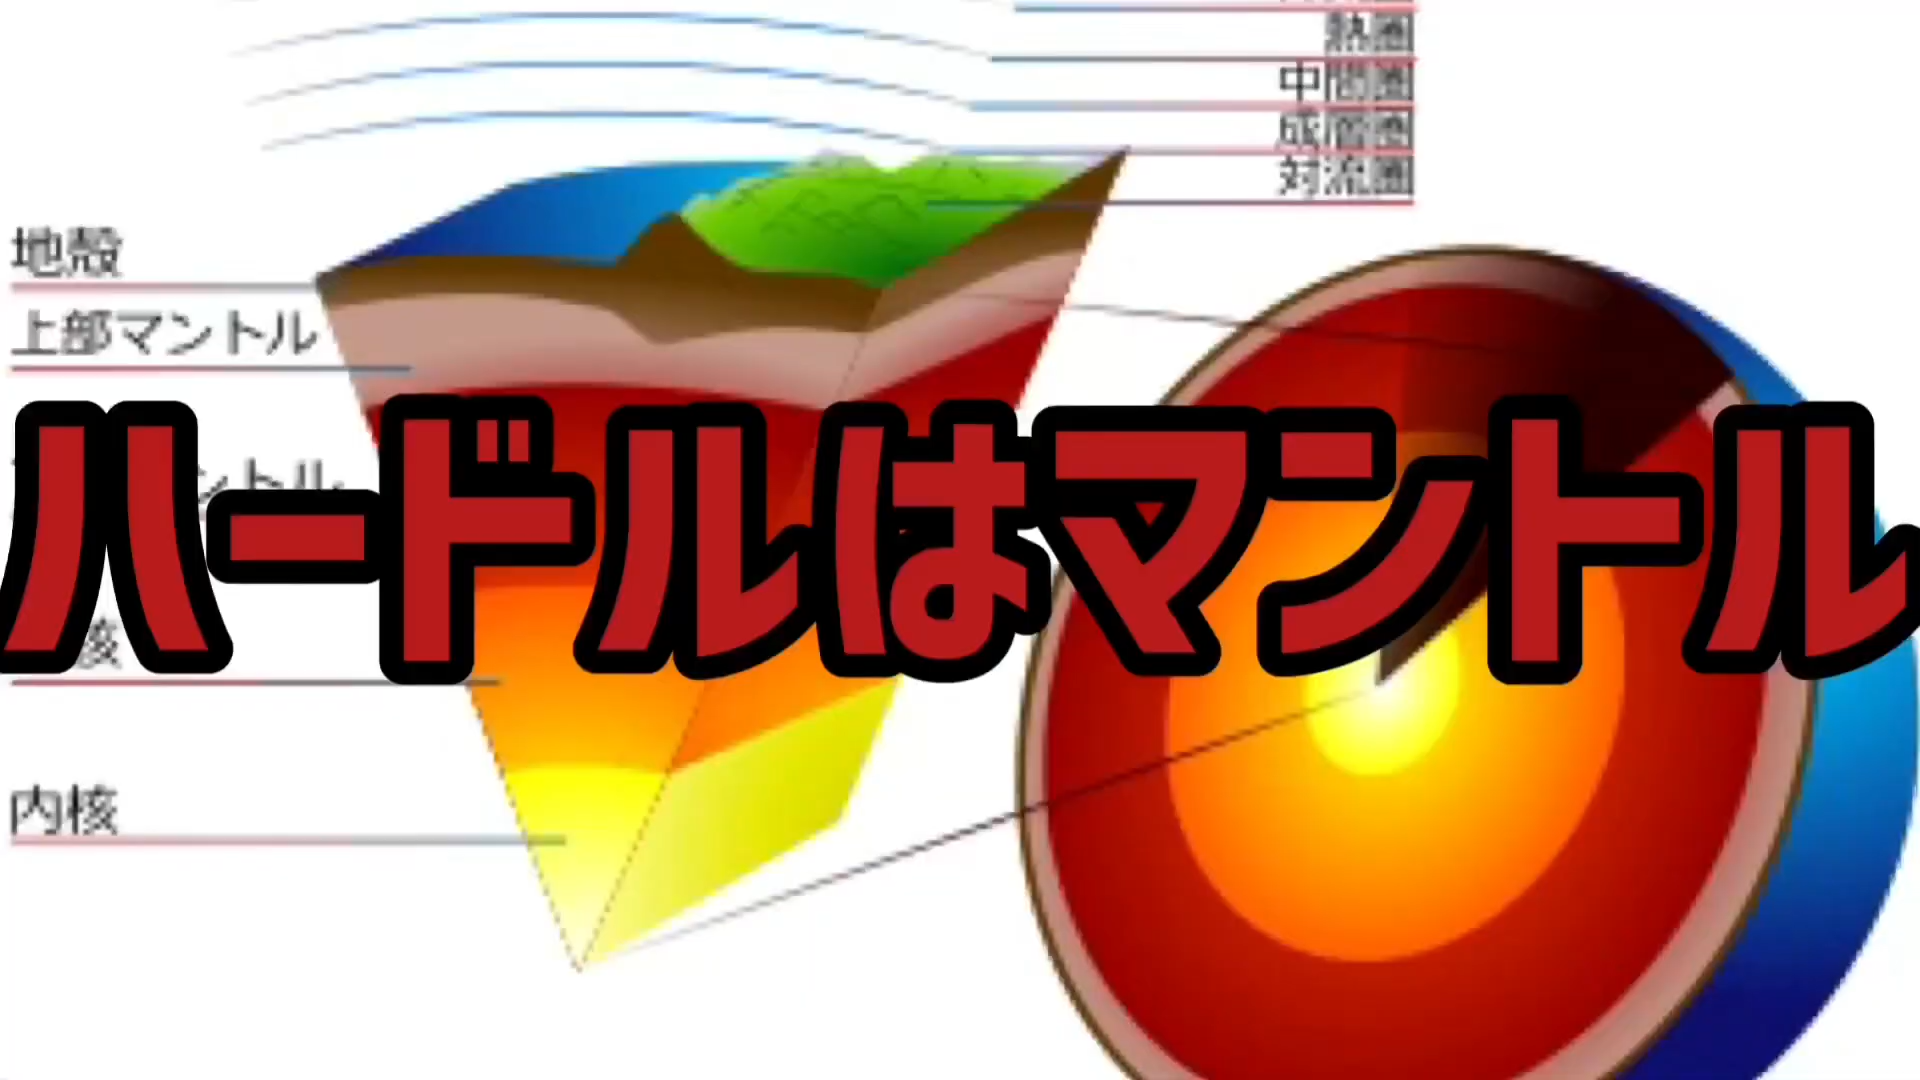 熱圏
中間圏
成層圏
対流圏
地殻
上部マントル
ハードルはマントル
内核